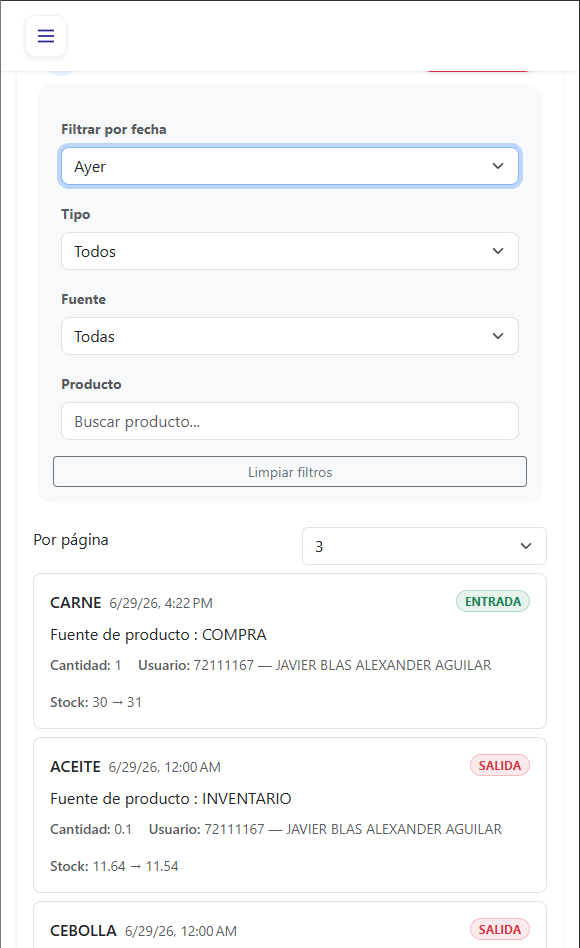 Filtrar por fecha
Ayer
Tipo
Todos
Fuente
Todas
Producto
Buscar producto...
Limpiar filtros
Por página
3
CARNE 6/29/26, 4:22 PM
ENTRADA
Fuente de producto : COMPRA
Cantidad: 1 Usuario: 72111167 — JAVIER BLAS ALEXANDER AGUILAR
Stock: 30 → 31
ACEITE 6/29/26, 12:00 AM
SALIDA
Fuente de producto : INVENTARIO
Cantidad: 0.1 Usuario: 72111167 — JAVIER BLAS ALEXANDER AGUILAR
Stock: 11.64 → 11.54
CEBOLLA 6/29/26, 12:00 AM
SALIDA